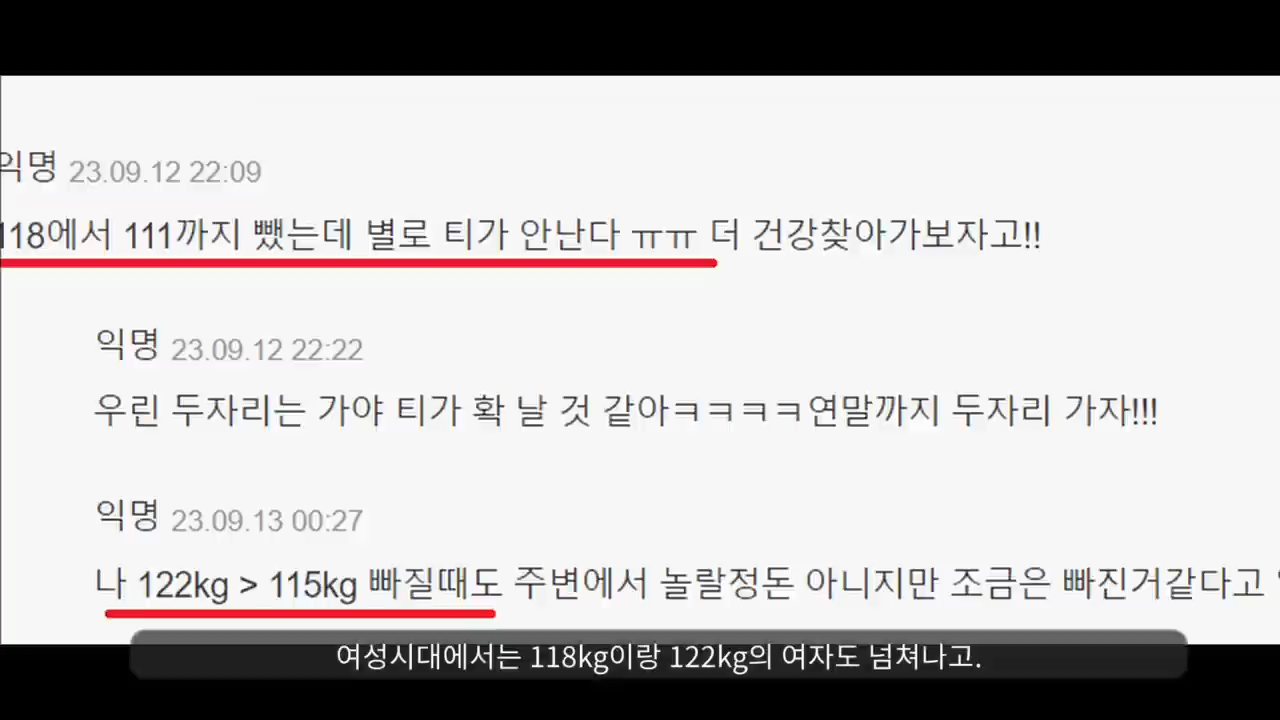 익명 23.09.12 22:09
118에서 111까지 뺐는데 별로 티가 안난다 ㅠㅠ 더 건강찾아가보자고!!
익명 23.09.12 22:22
우린 두자리는 가야 티가 확 날 것 같아ㅋㅋㅋㅋ연말까지 두자리 가자!!!
익명 23.09.13 00:27
나 122kg > 115kg 빠질때도 주변에서 놀랄정돈 아니지만 조금은 빠진거같다고
여성시대에서는 118kg이랑 122kg의 여자도 넘쳐나고.